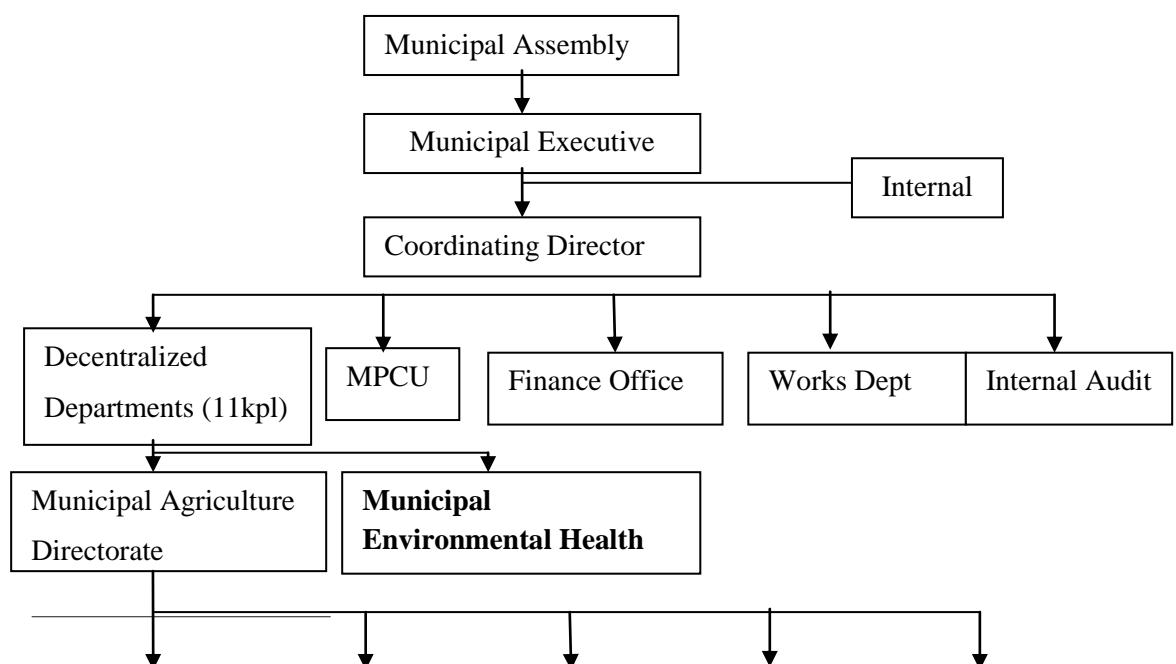 Municipal Assembly
Municipal Executive
Internal
Coordinating Director
Decentralized
Departments (11kpl)
MPCU
Finance Office
Works Dept
Internal Audit
Municipal Agriculture
Directorate
Municipal
Environmental Health